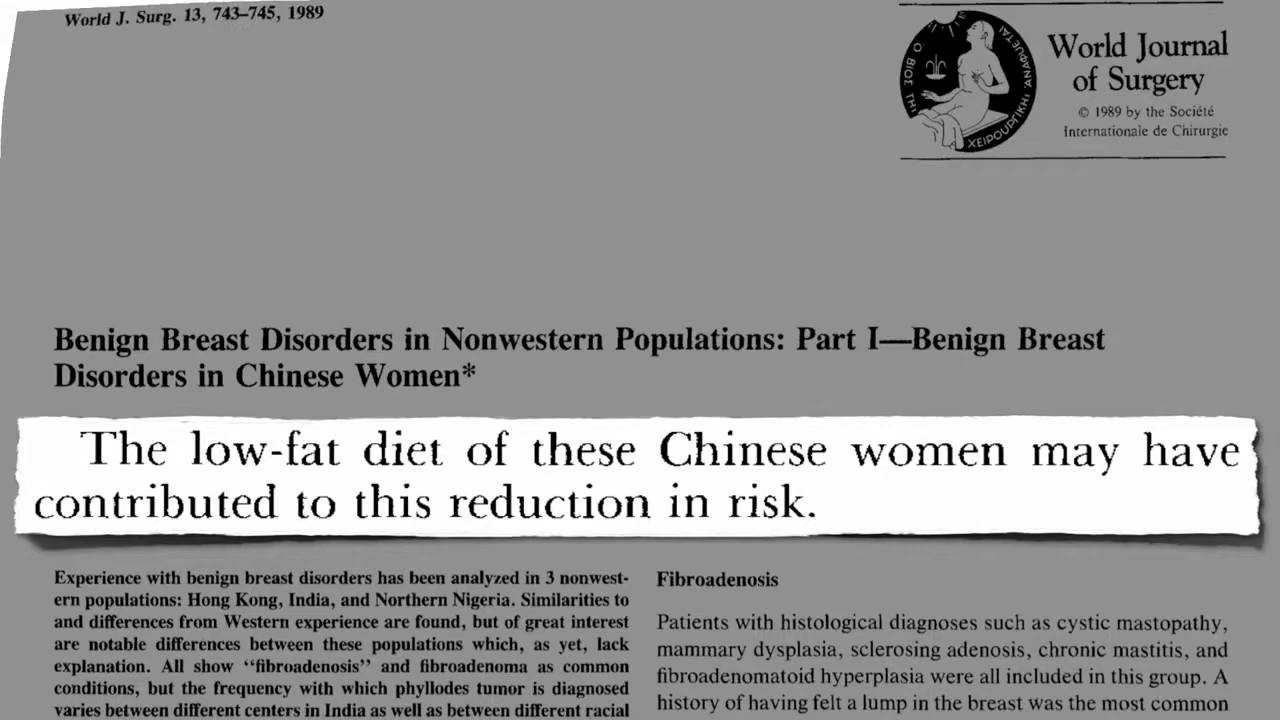 World J. Surg. 13, 743–745, 1989
Ο ΒΙΟΣ ΤΗΙ ΧΕΙΡΟΥΡΓΙΚΗΙ ΑΝΑΦΥΕΤΑΙ
World Journal
of Surgery
© 1989 by the Société
Internationale de Chirurgie
Benign Breast Disorders in Nonwestern Populations: Part I—Benign Breast
Disorders in Chinese Women*
The low-fat diet of these Chinese women may have
contributed to this reduction in risk.
Experience with benign breast disorders has been analyzed in 3 nonwest-
ern populations: Hong Kong, India, and Northern Nigeria. Similarities to
and differences from Western experience are found, but of great interest
are notable differences between these populations which, as yet, lack
explanation. All show “fibroadenosis” and fibroadenoma as common
conditions, but the frequency with which phyllodes tumor is diagnosed
varies between different centers in India as well as between different racial
Fibroadenosis
Patients with histological diagnoses such as cystic mastopathy,
mammary dysplasia, sclerosing adenosis, chronic mastitis, and
fibroadenomatoid hyperplasia were all included in this group. A
history of having felt a lump in the breast was the most common